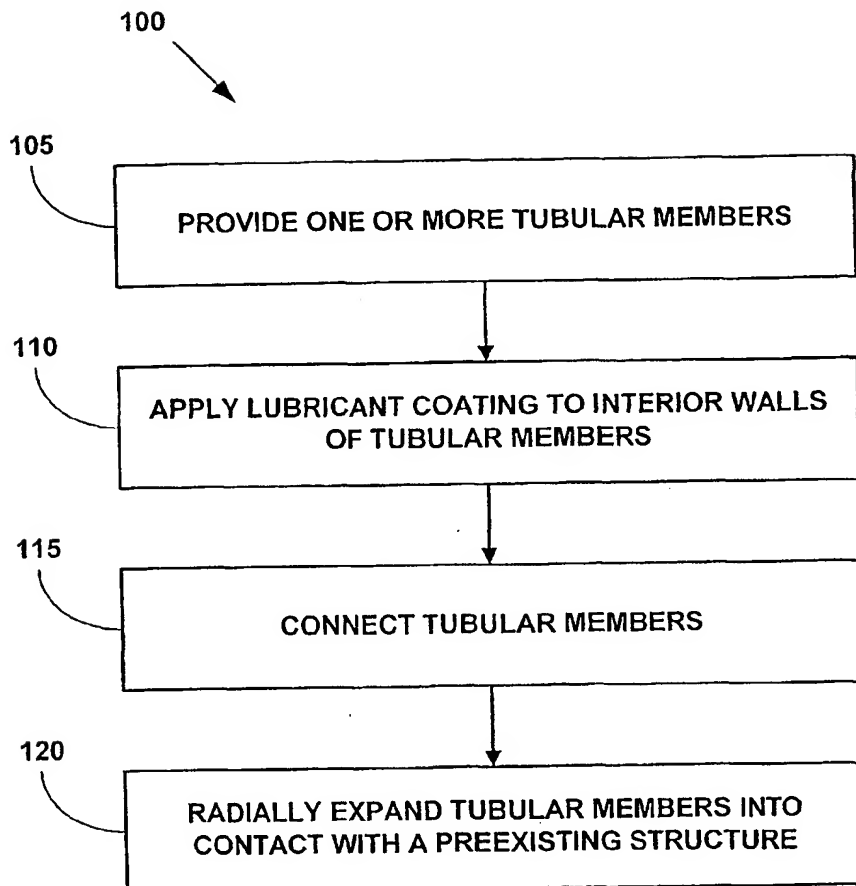 100
105
PROVIDE ONE OR MORE TUBULAR MEMBERS
110
APPLY LUBRICANT COATING TO INTERIOR WALLS
OF TUBULAR MEMBERS
115
CONNECT TUBULAR MEMBERS
120
RADIALLY EXPAND TUBULAR MEMBERS INTO
CONTACT WITH A PREEXISTING STRUCTURE